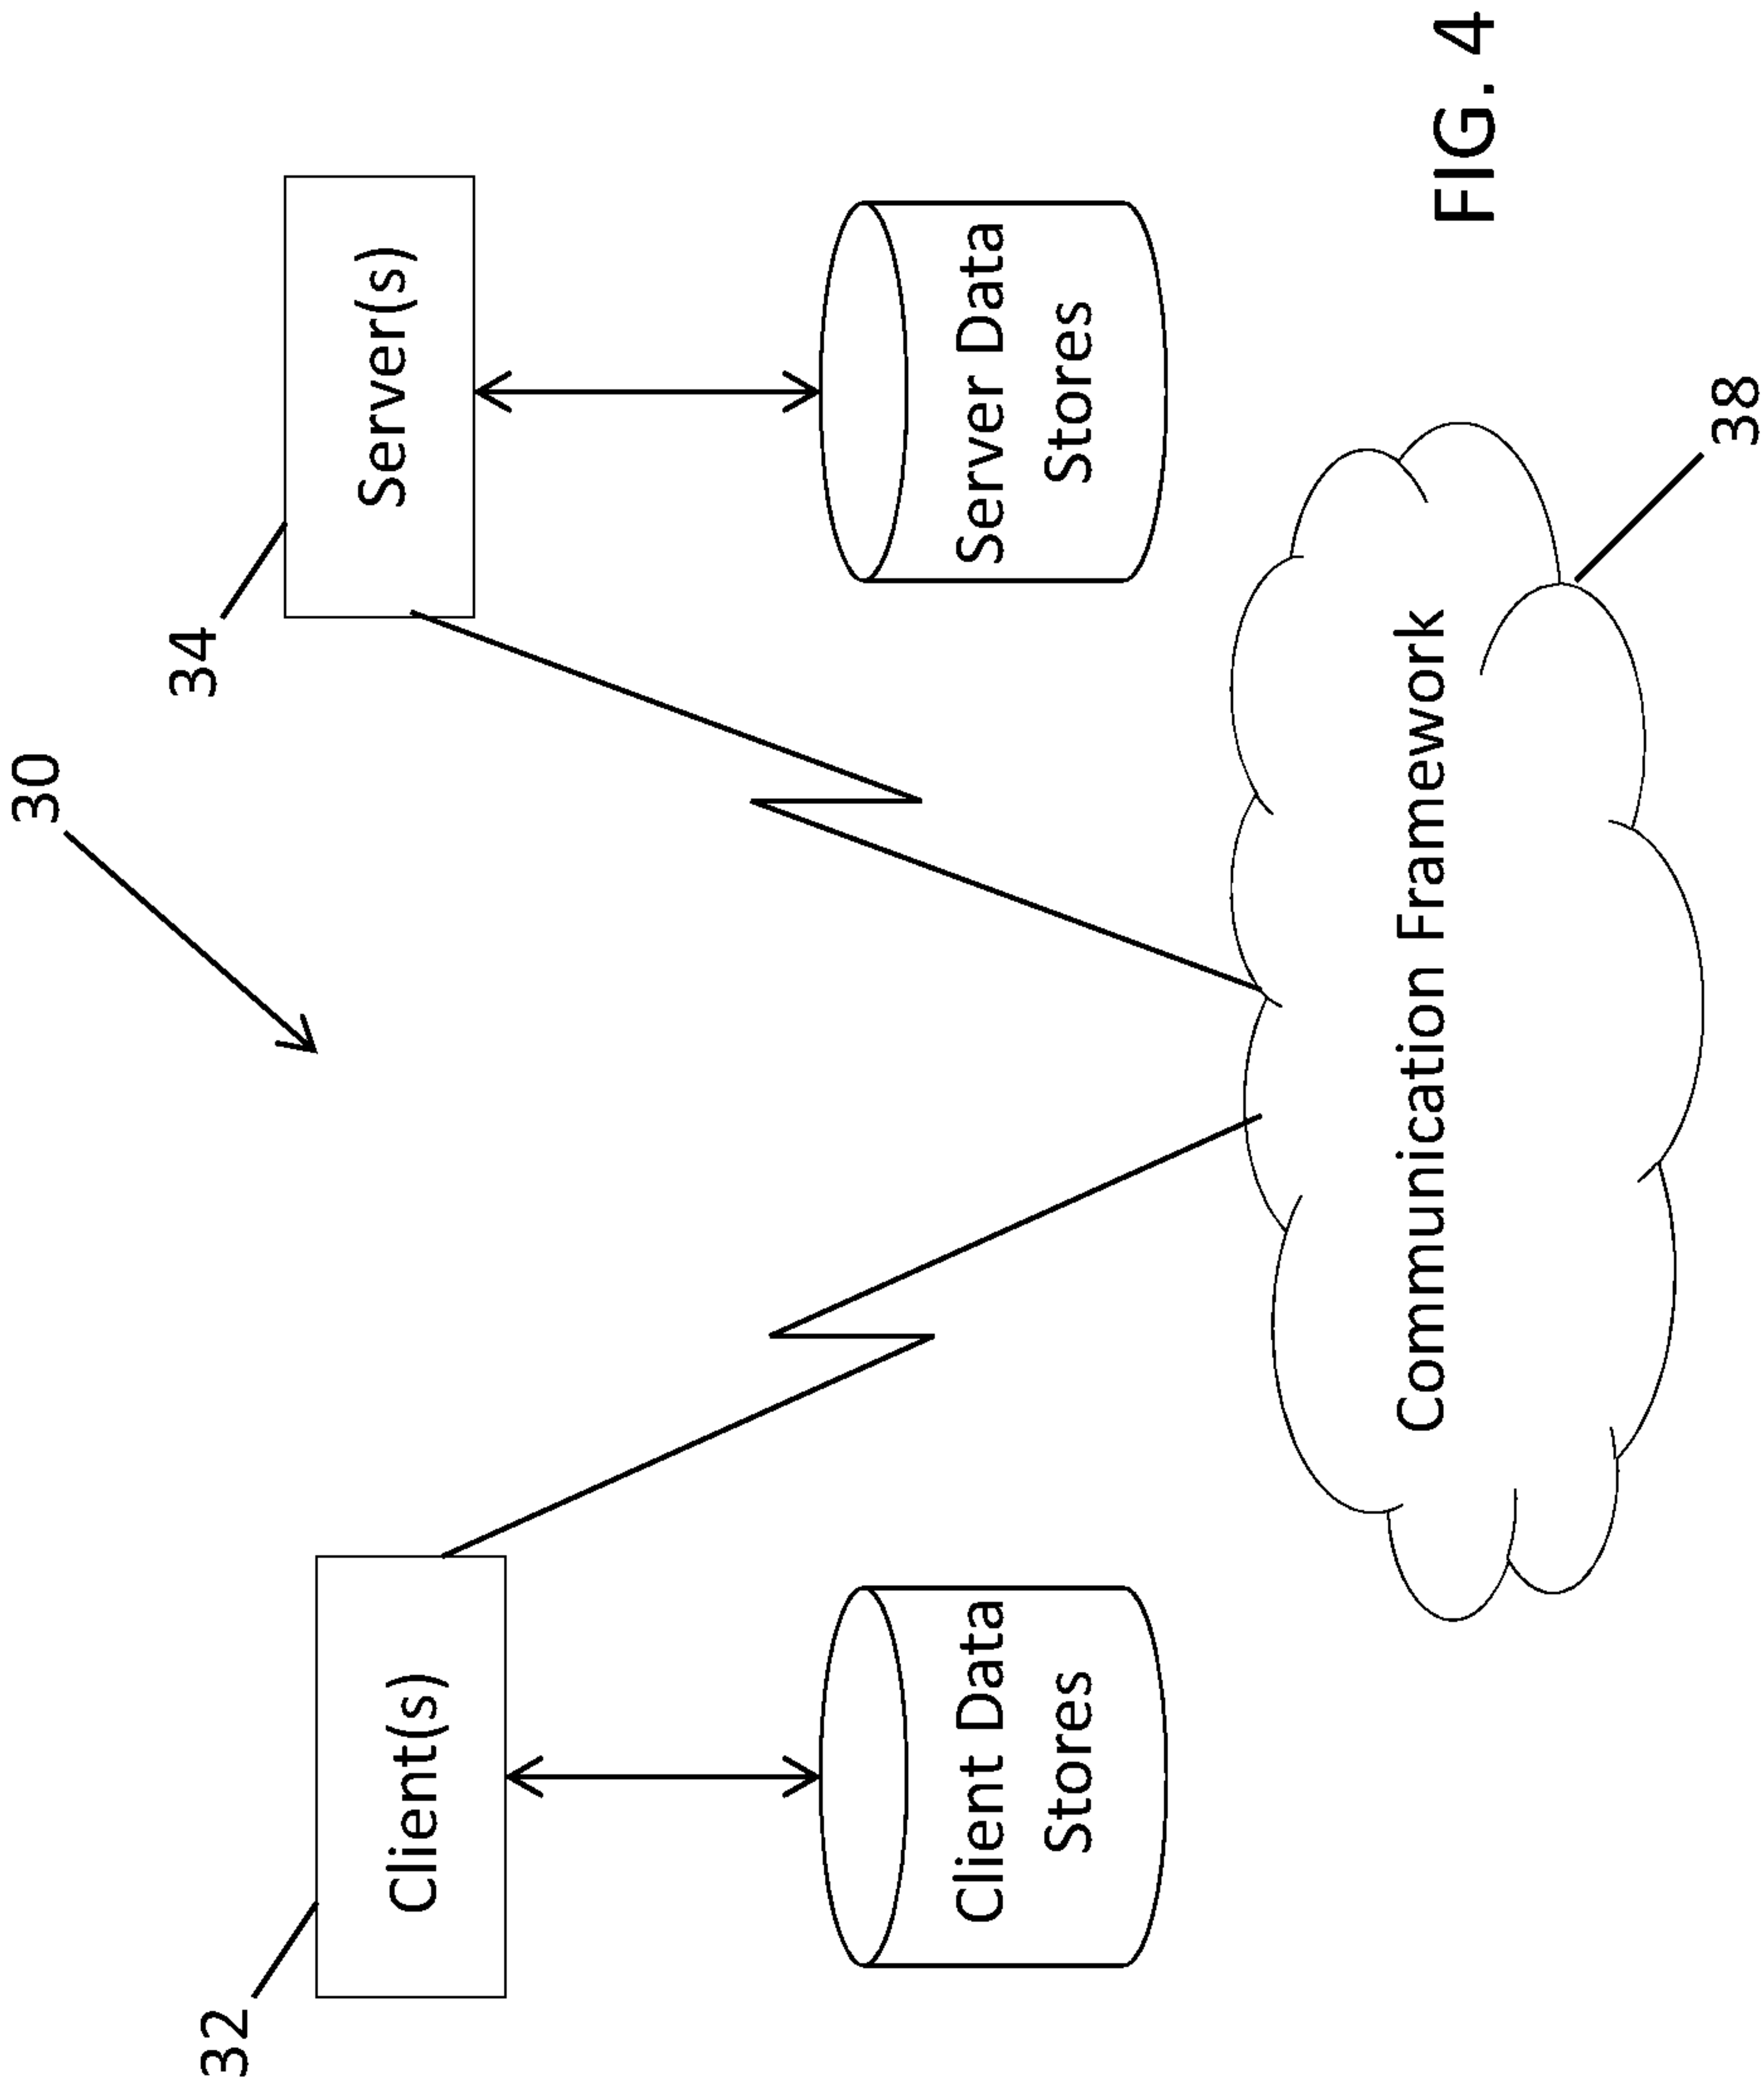 30
32
34
Client(s)
Server(s)
Client Data
Stores
Server Data
Stores
Communication Framework
38
FIG. 4